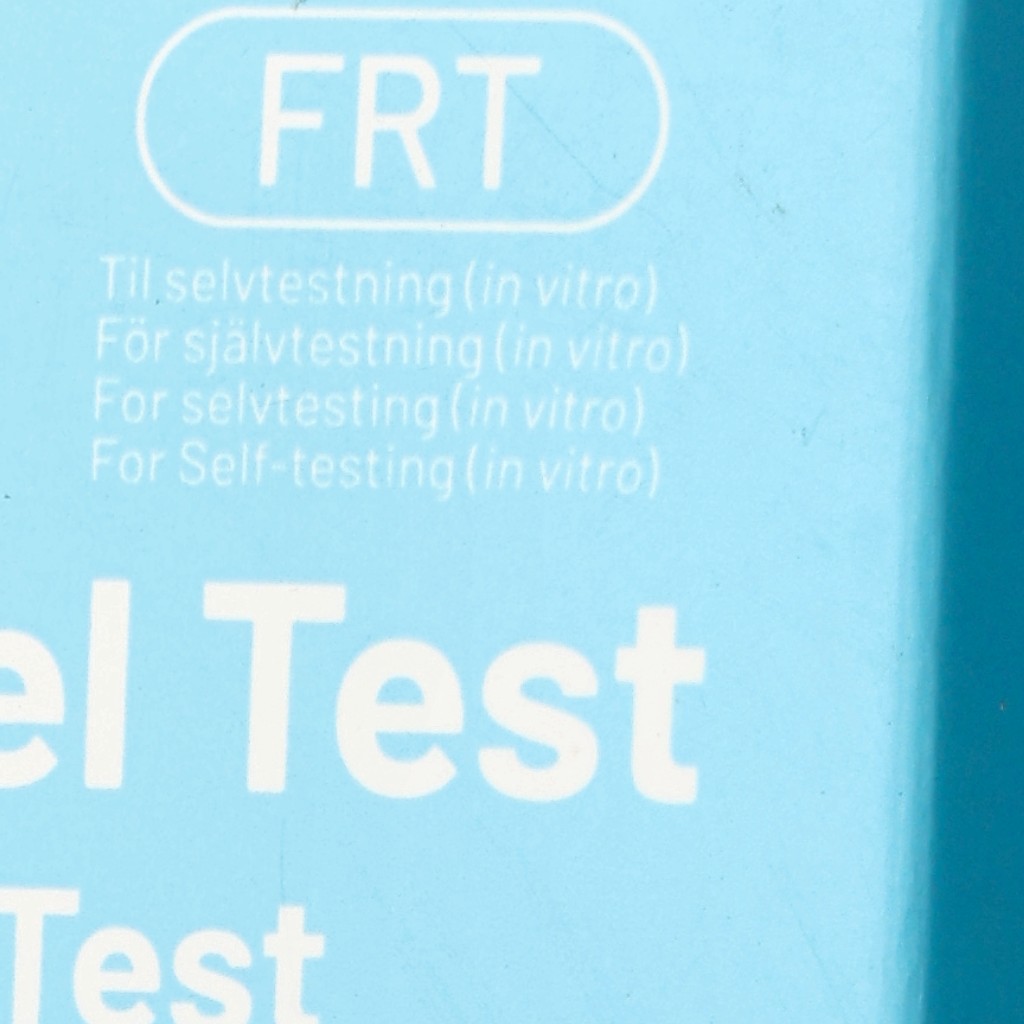 FRT
Til selvtestning (in vitro)
För självtestning (in vitro)
For selvtesting (in vitro)
For Self-testing (in vitro)
el Test
Test